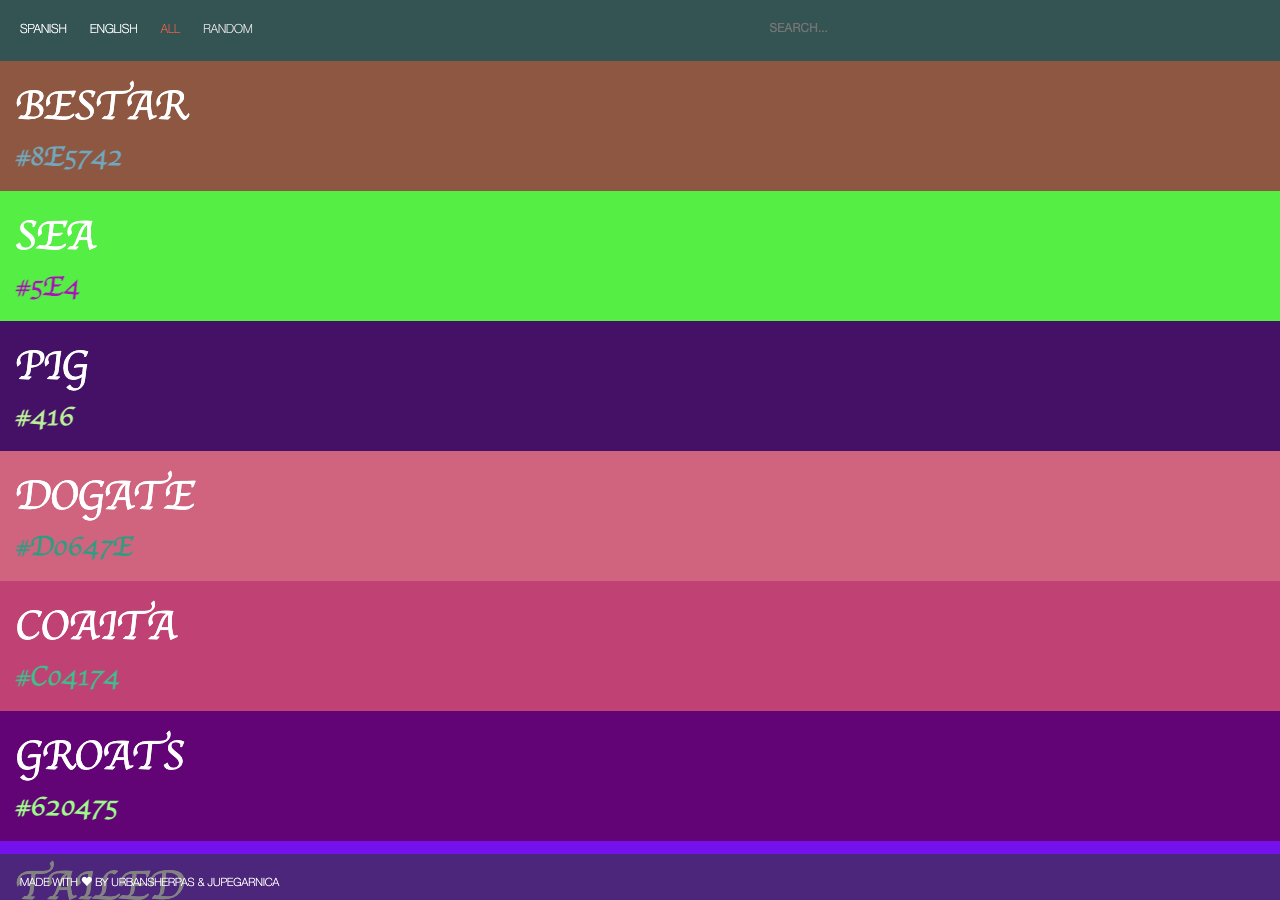 SPANISH ENGLISH ALL RANDOM SEARCH...
BESTAR
#8E5742
SEA
#5E4
PIG
#416
DOGATE
#D0647E
COAITA
#C04174
GROATS
#620475
TAILED
MADE WITH ♥ BY URBANSHERPAS & JUPEGARNICA